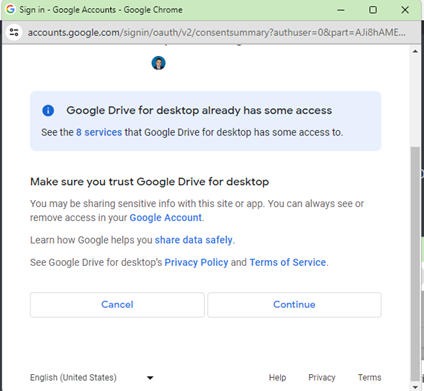 Sign in - Google Accounts - Google Chrome
accounts.google.com/signin/oauth/v2/consentsummary?authuser=0&part=AJi8hAME...
Google Drive for desktop already has some access
See the 8 services that Google Drive for desktop has some access to.
Make sure you trust Google Drive for desktop
You may be sharing sensitive info with this site or app. You can always see or
remove access in your Google Account.
Learn how Google helps you share data safely.
See Google Drive for desktop's Privacy Policy and Terms of Service.
Cancel Continue
English (United States) Help Privacy Terms